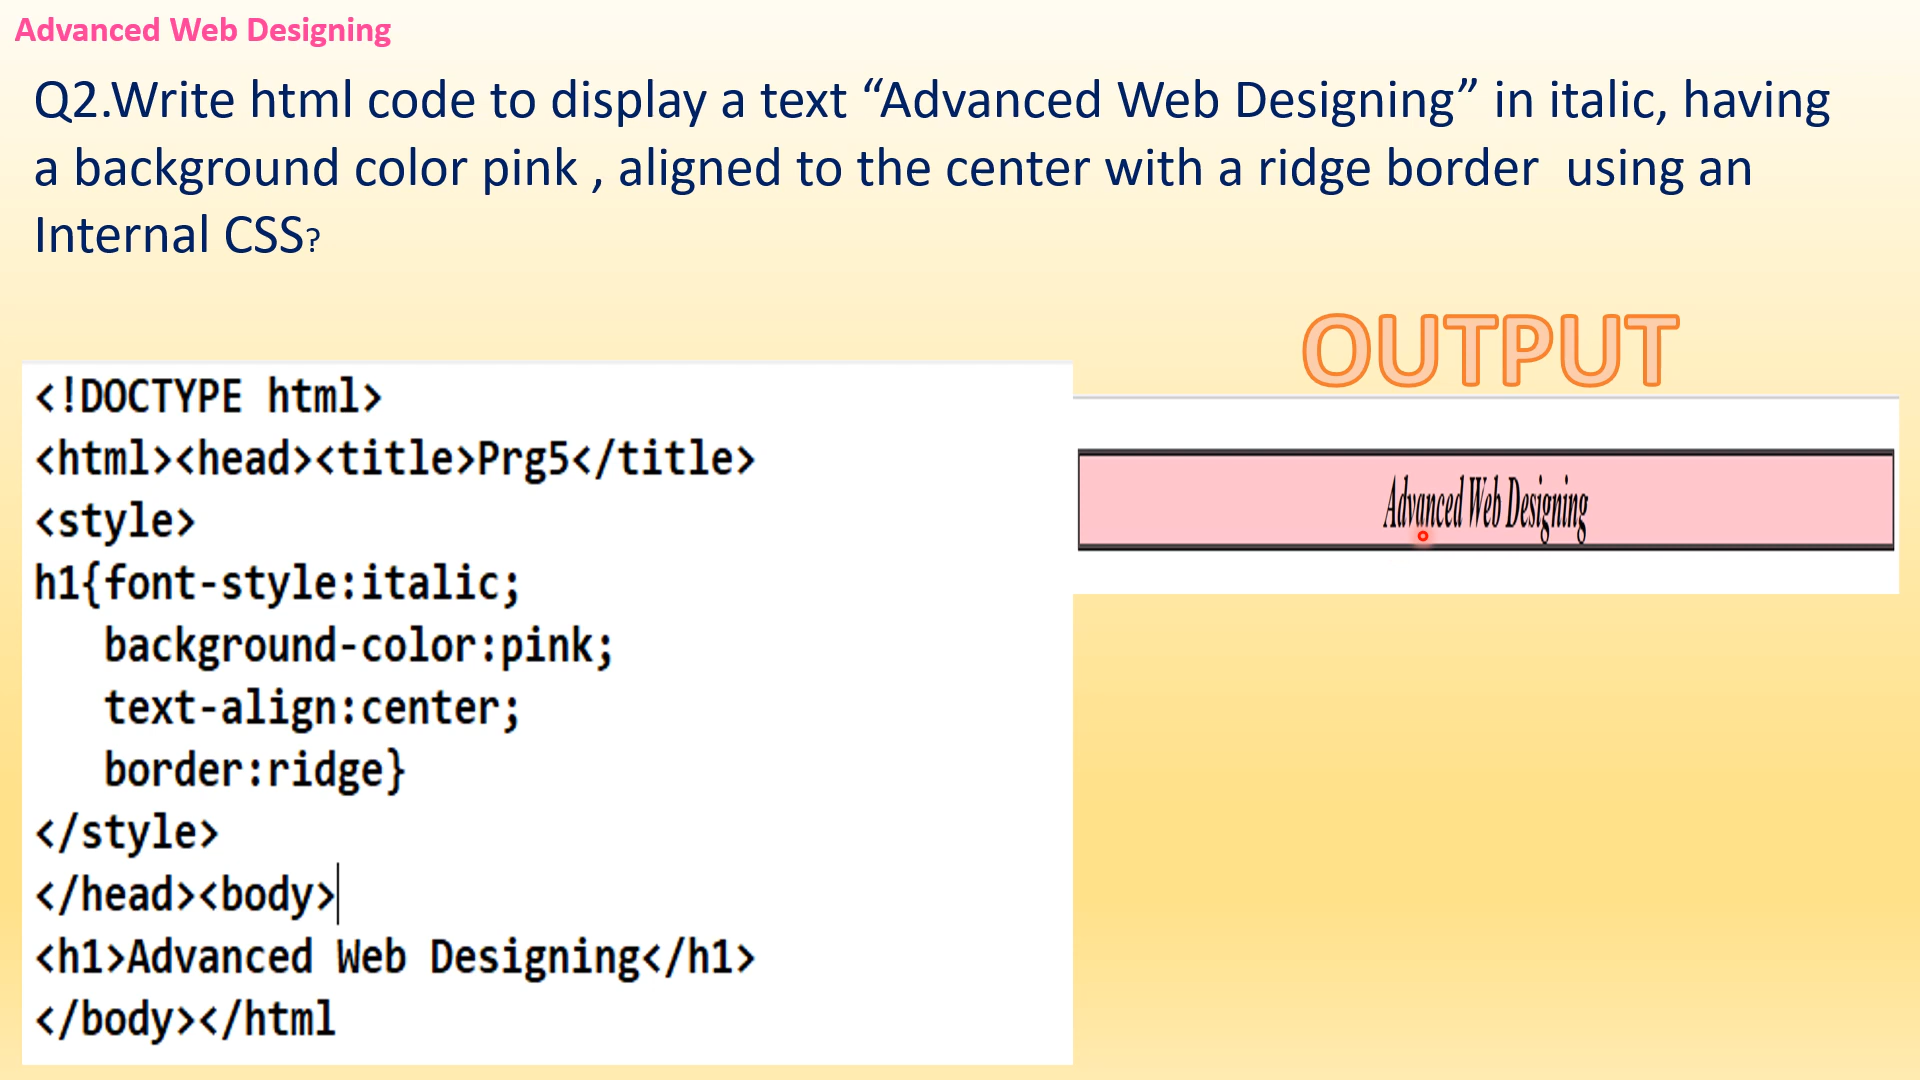 Advanced Web Designing
Q2.Write html code to display a text “Advanced Web Designing” in italic, having
a background color pink , aligned to the center with a ridge border  using an
Internal CSS?
OUTPUT
<!DOCTYPE html>
<html><head><title>Prg5</title>
<style>
h1{font-style:italic;
   background-color:pink;
   text-align:center;
   border:ridge}
</style>
</head><body>
<h1>Advanced Web Designing</h1>
</body></html
Advanced Web Designing